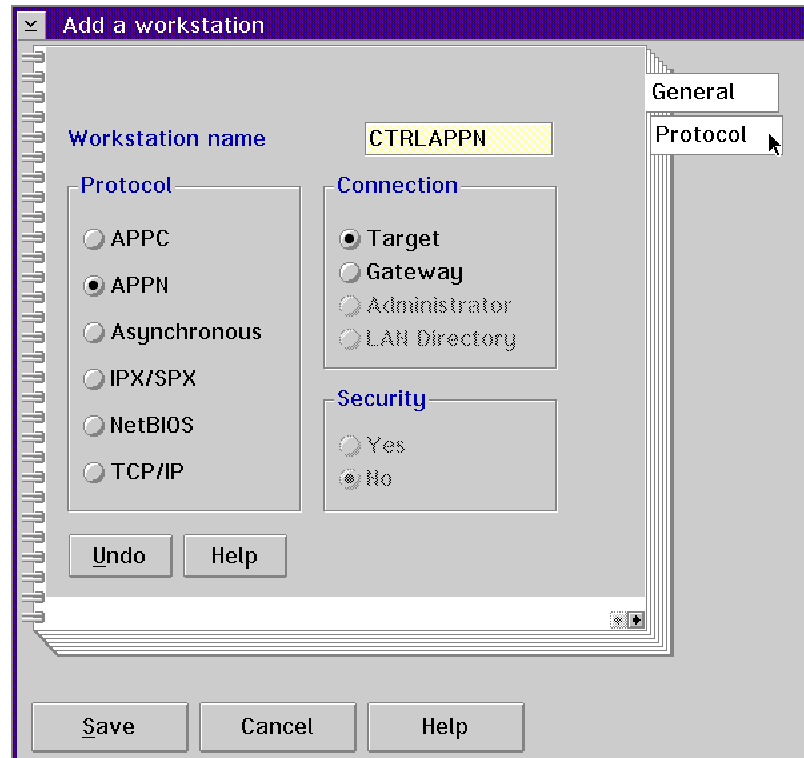 Add a workstation
General
Protocol
Workstation name CTRLAPPN
Protocol
APPC
APPN
Asynchronous
IPX/SPX
NetBIOS
TCP/IP
Connection
Target
Gateway
Administrator
LAN Directory
Security
Yes
No
Undo Help
Save Cancel Help